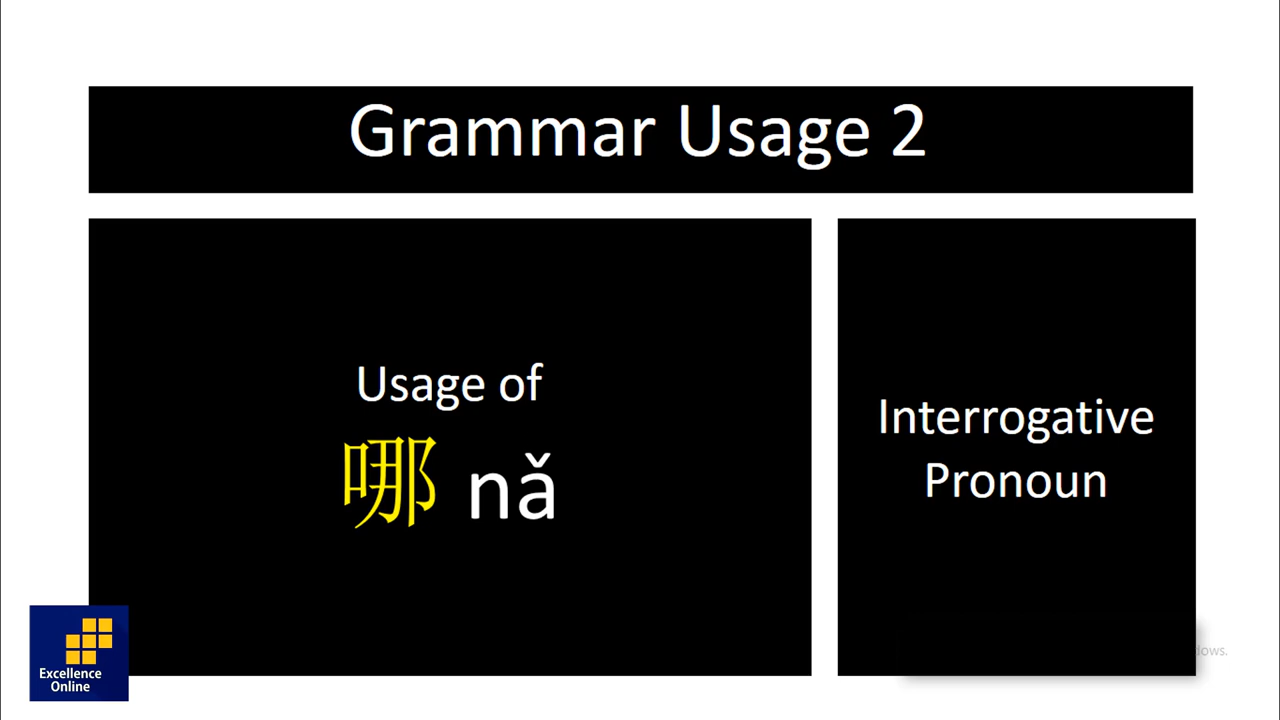 Grammar Usage 2
Usage of
哪 nǎ
Interrogative
Pronoun
Excellence
Online